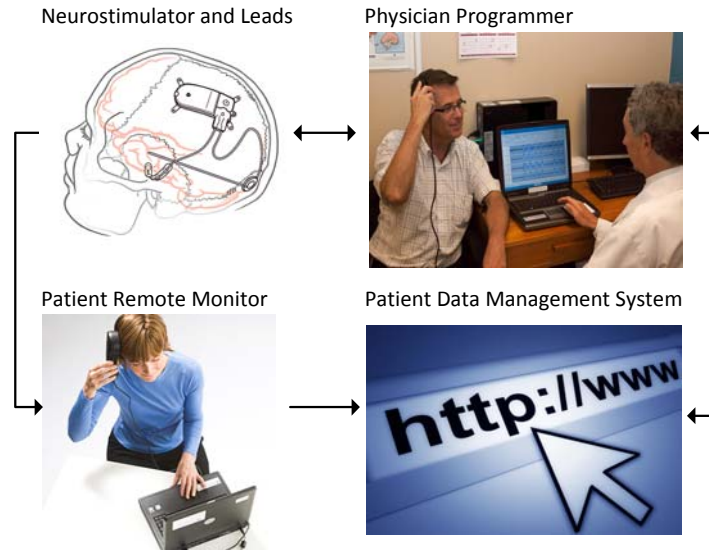 Neurostimulator and Leads
Physician Programmer
Patient Remote Monitor
Patient Data Management System
http://www